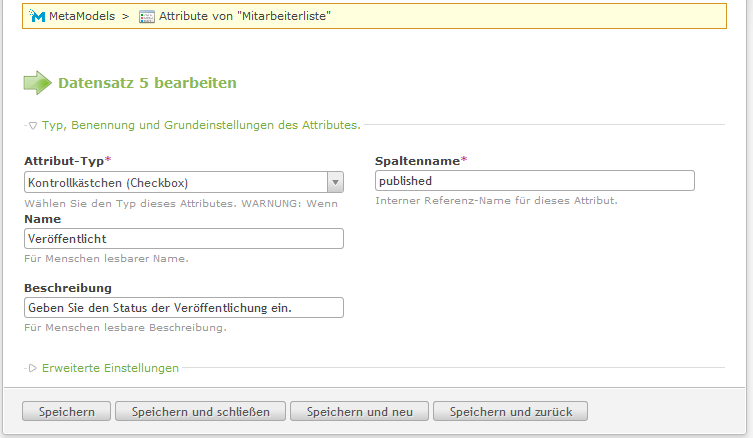 MetaModels > Attribute von "Mitarbeiterliste"
Datensatz 5 bearbeiten
Typ, Benennung und Grundeinstellungen des Attributes.
Attribut-Typ* Spaltenname*
Kontrollkästchen (Checkbox) published
Wählen Sie den Typ dieses Attributes. WARNUNG: Wenn Interner Referenz-Name für dieses Attribut.
Name
Veröffentlicht
Für Menschen lesbarer Name.
Beschreibung
Geben Sie den Status der Veröffentlichung ein.
Für Menschen lesbare Beschreibung.
Erweiterte Einstellungen
Speichern Speichern und schließen Speichern und neu Speichern und zurück